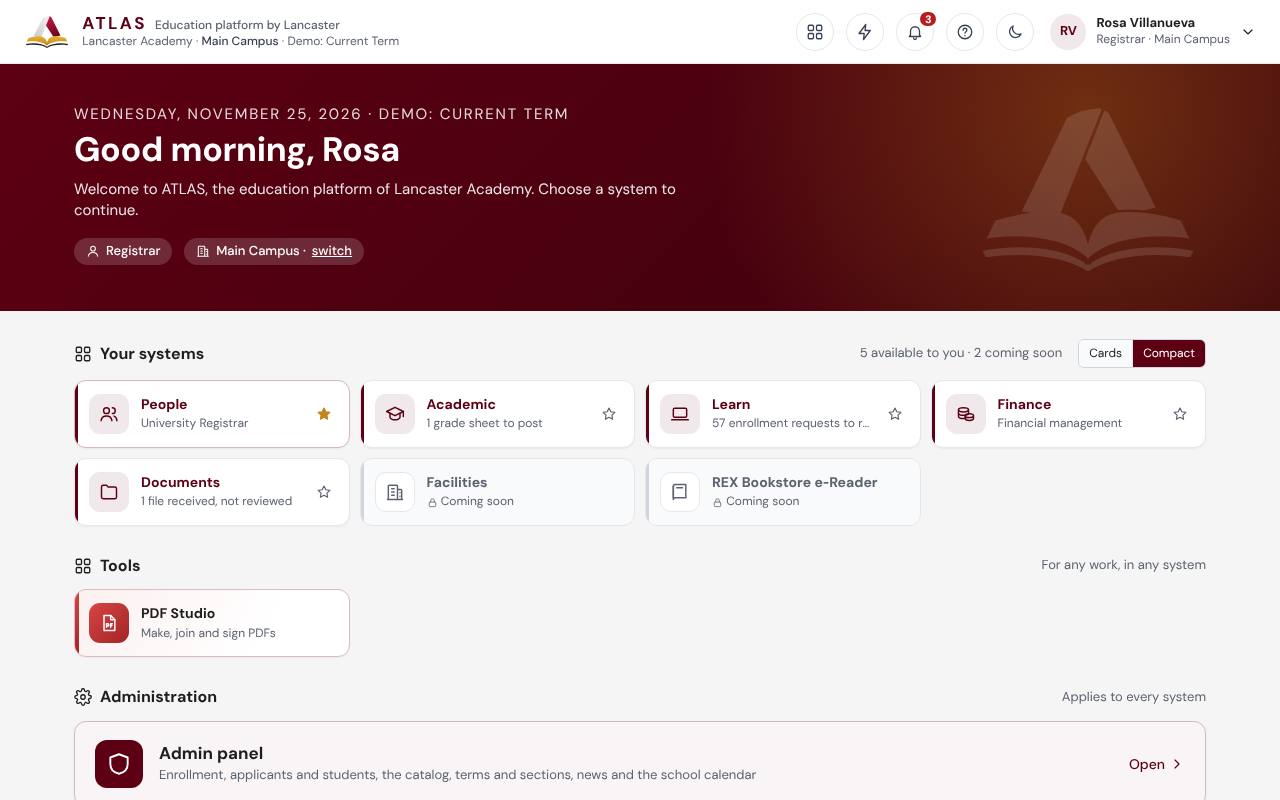 ATLAS Education platform by Lancaster
Lancaster Academy · Main Campus · Demo: Current Term
3
RV
Rosa Villanueva
Registrar · Main Campus
WEDNESDAY, NOVEMBER 25, 2026 · DEMO: CURRENT TERM
Good morning, Rosa
Welcome to ATLAS, the education platform of Lancaster Academy. Choose a system to
continue.
Registrar
Main Campus · switch
Your systems
5 available to you · 2 coming soon
Cards
Compact
People
University Registrar
Academic
1 grade sheet to post
Learn
57 enrollment requests to r…
Finance
Financial management
Documents
1 file received, not reviewed
Facilities
Coming soon
REX Bookstore e-Reader
Coming soon
Tools
For any work, in any system
PDF Studio
Make, join and sign PDFs
Administration
Applies to every system
Admin panel
Enrollment, applicants and students, the catalog, terms and sections, news and the school calendar
Open